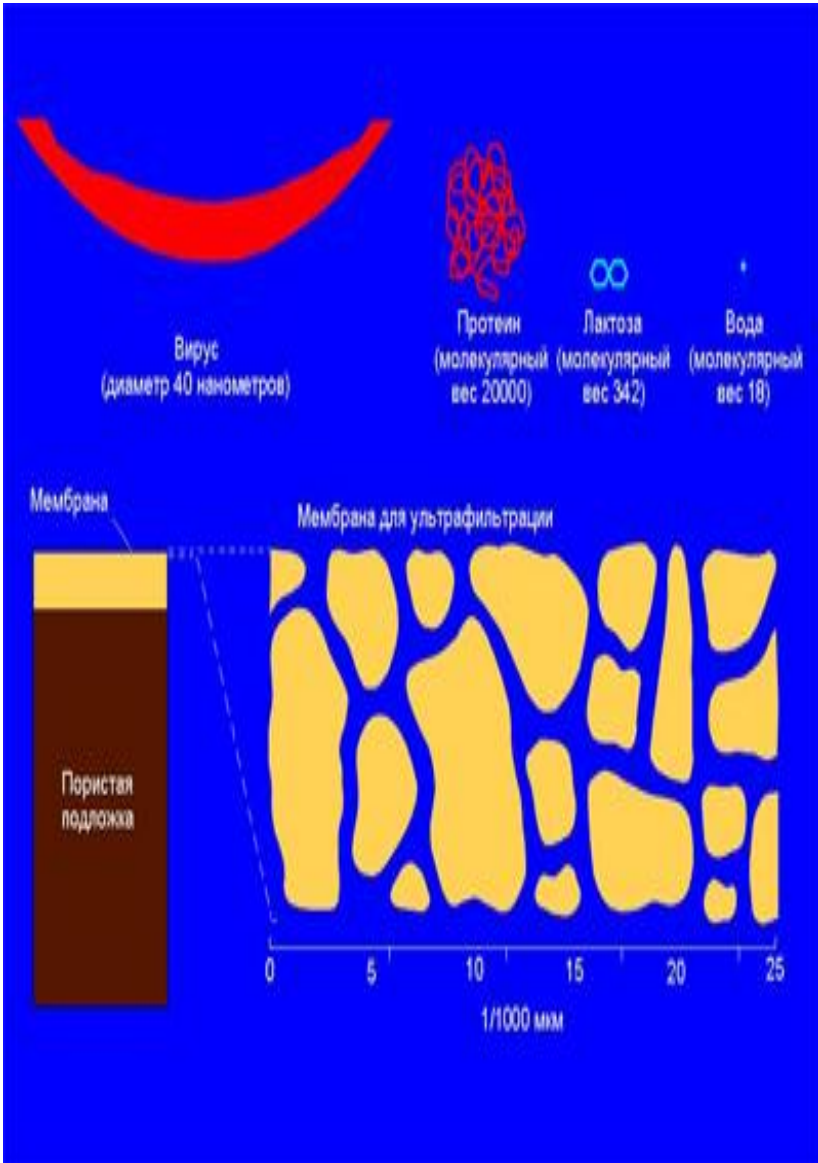 Вирус
(диаметр 40 нанометров)
Протеин
(молекулярный
вес 20000)
Лактоза
(молекулярный
вес 342)
Вода
(молекулярный
вес 18)
Мембрана
Мембрана для ультрафильтрации
Пористая
подложка
0 5 10 15 20 25
1/1000 мкм